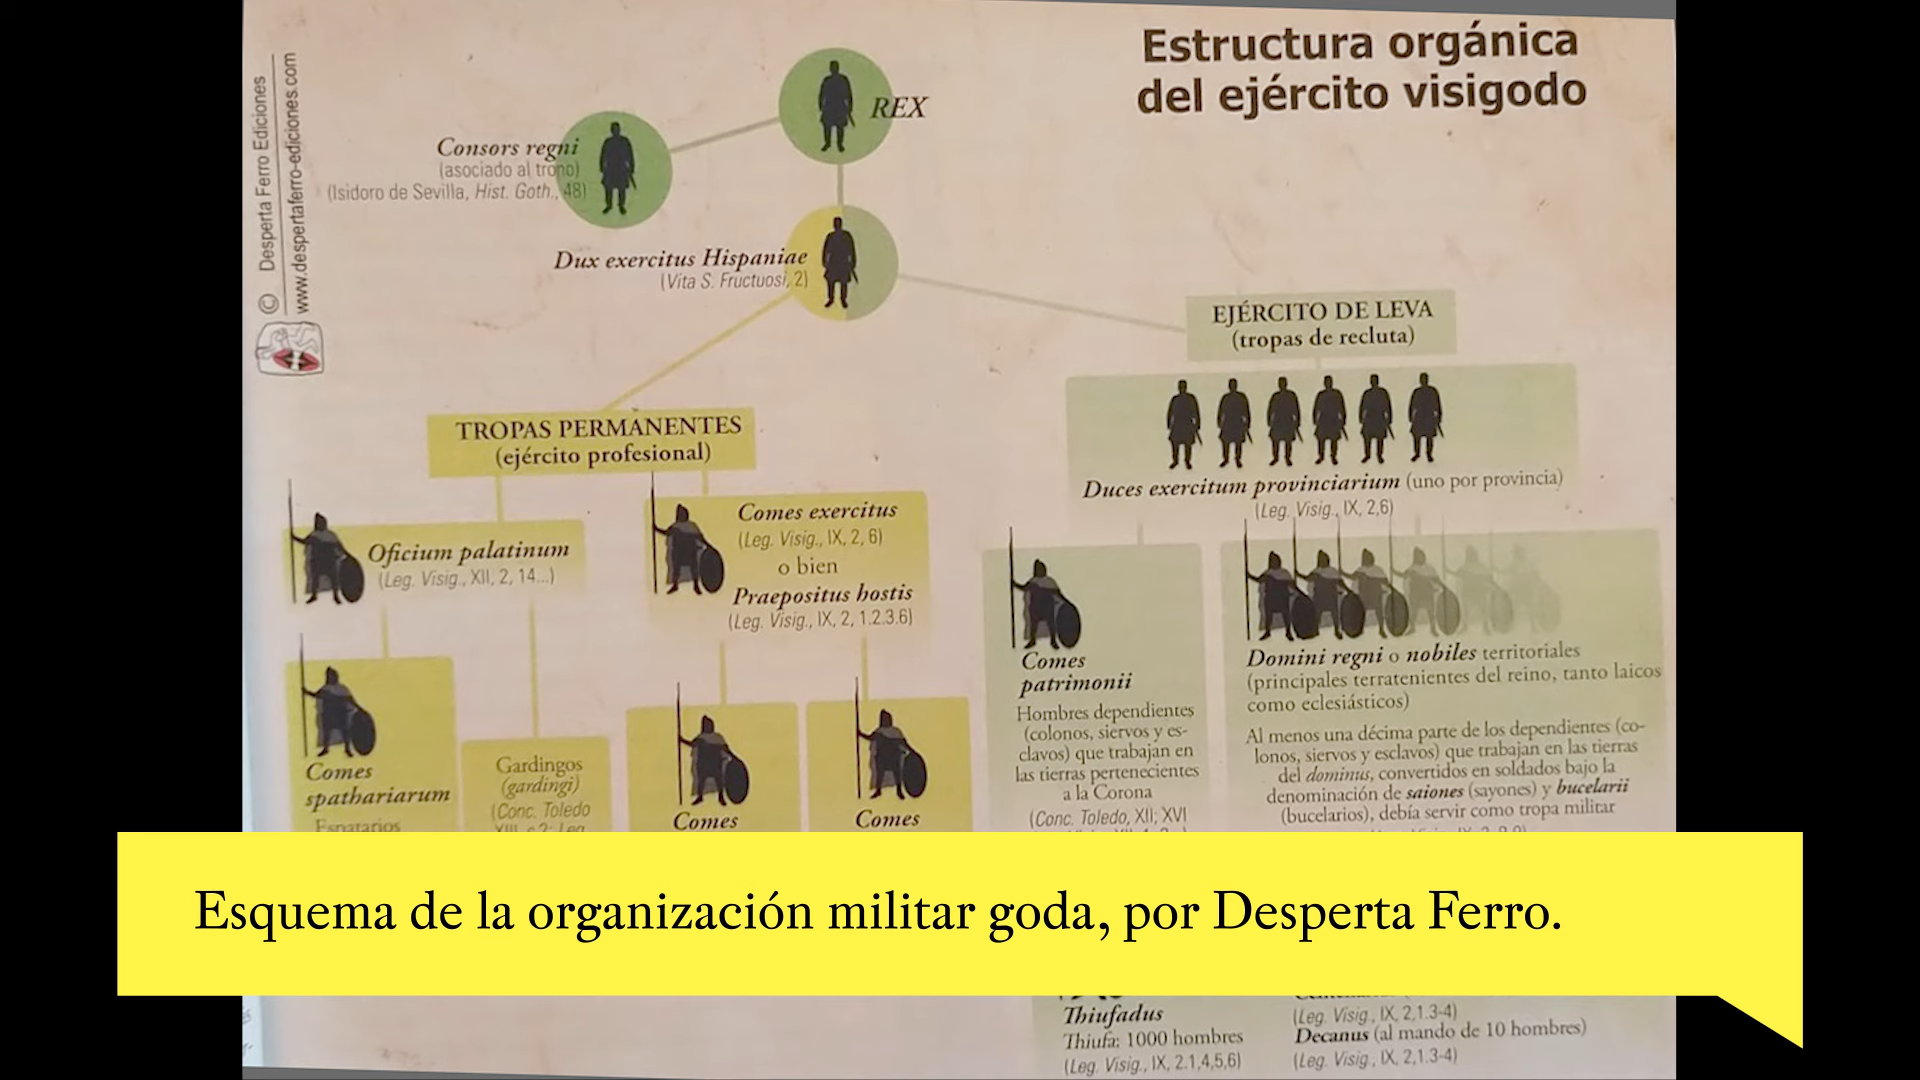 Estructura orgánica
del ejército visigodo
© Desperta Ferro Ediciones
www.despertaferro-ediciones.com
REX
Consors regni
(asociado al trono)
(Isidoro de Sevilla, Hist. Goth., 48)
Dux exercitus Hispaniae
(Vita S. Fructuosi, 2)
EJÉRCITO DE LEVA
(tropas de recluta)
TROPAS PERMANENTES
(ejército profesional)
Duces exercitum provinciarium (uno por provincia)
(Leg. Visig., IX, 2,6)
Oficium palatinum
(Leg. Visig., XII, 2, 14...)
Comes exercitus
(Leg. Visig., IX, 2, 6)
o bien
Praepositus hostis
(Leg. Visig., IX, 2, 1.2.3.6)
Comes
spathariarum
Espatarios
Gardingos
(gardingi)
(Conc. Toledo
Comes
Comes
Comes
patrimonii
Hombres dependientes
(colonos, siervos y es-
clavos) que trabajan en
las tierras pertenecientes
a la Corona
(Conc. Toledo, XII; XVI
Domini regni o nobiles territoriales
(principales terratenientes del reino, tanto laicos
como eclesiásticos)
Al menos una décima parte de los dependientes (co-
lonos, siervos y esclavos) que trabajan en las tierras
del dominus, convertidos en soldados bajo la
denominación de saiones (sayones) y bucelarii
(bucelarios), debía servir como tropa militar
Esquema de la organización militar goda, por Desperta Ferro.
Thiufadus
Thiufa: 1000 hombres
(Leg. Visig., IX, 2.1,4,5,6)
(Leg. Visig., IX, 2,1.3-4)
Decanus (al mando de 10 hombres)
(Leg. Visig., IX, 2,1.3-4)